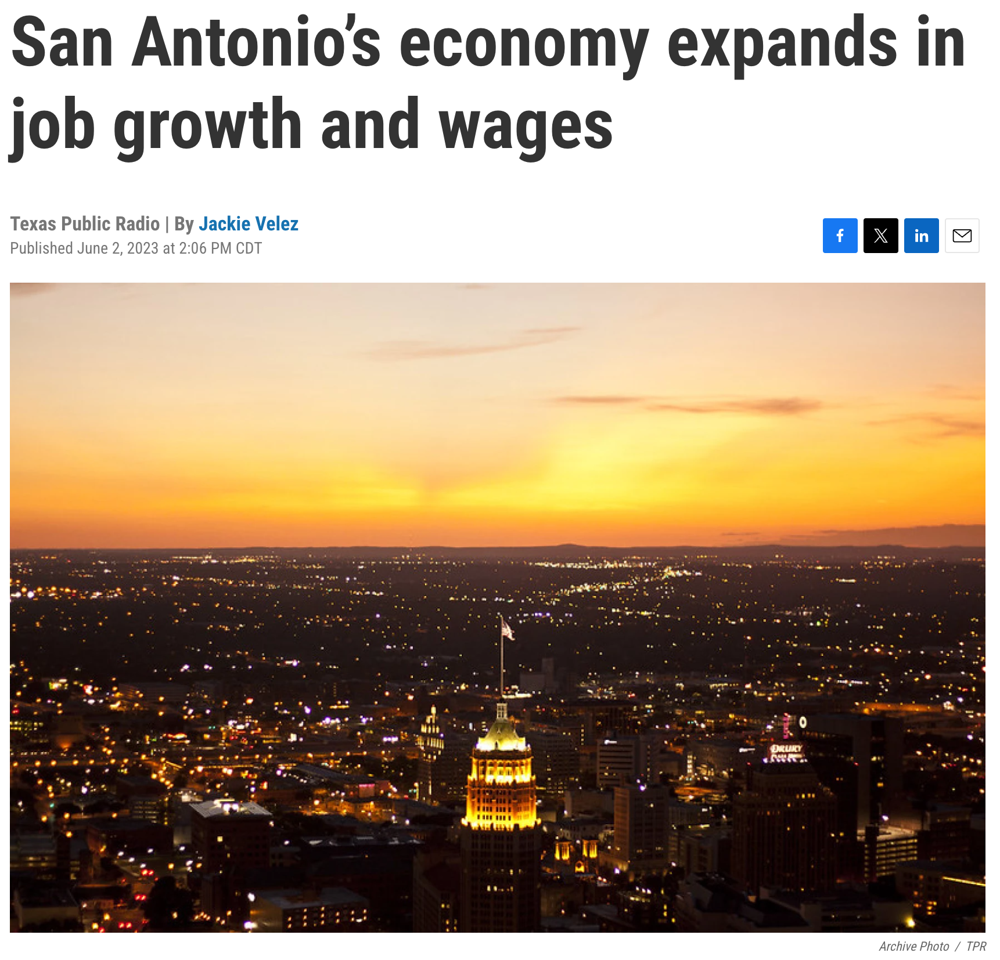 San Antonio’s economy expands in
job growth and wages
Texas Public Radio | By Jackie Velez
Published June 2, 2023 at 2:06 PM CDT
DRURY
Archive Photo / TPR